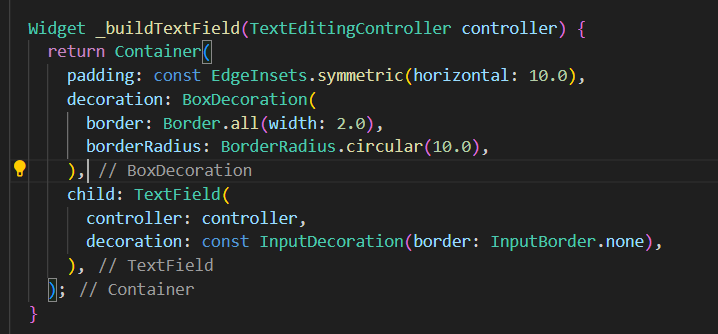 Widget _buildTextField(TextEditingController controller) {
return Container(
padding: const EdgeInsets.symmetric(horizontal: 10.0),
decoration: BoxDecoration(
border: Border.all(width: 2.0),
borderRadius: BorderRadius.circular(10.0),
), // BoxDecoration
child: TextField(
controller: controller,
decoration: const InputDecoration(border: InputBorder.none),
), // TextField
); // Container
}